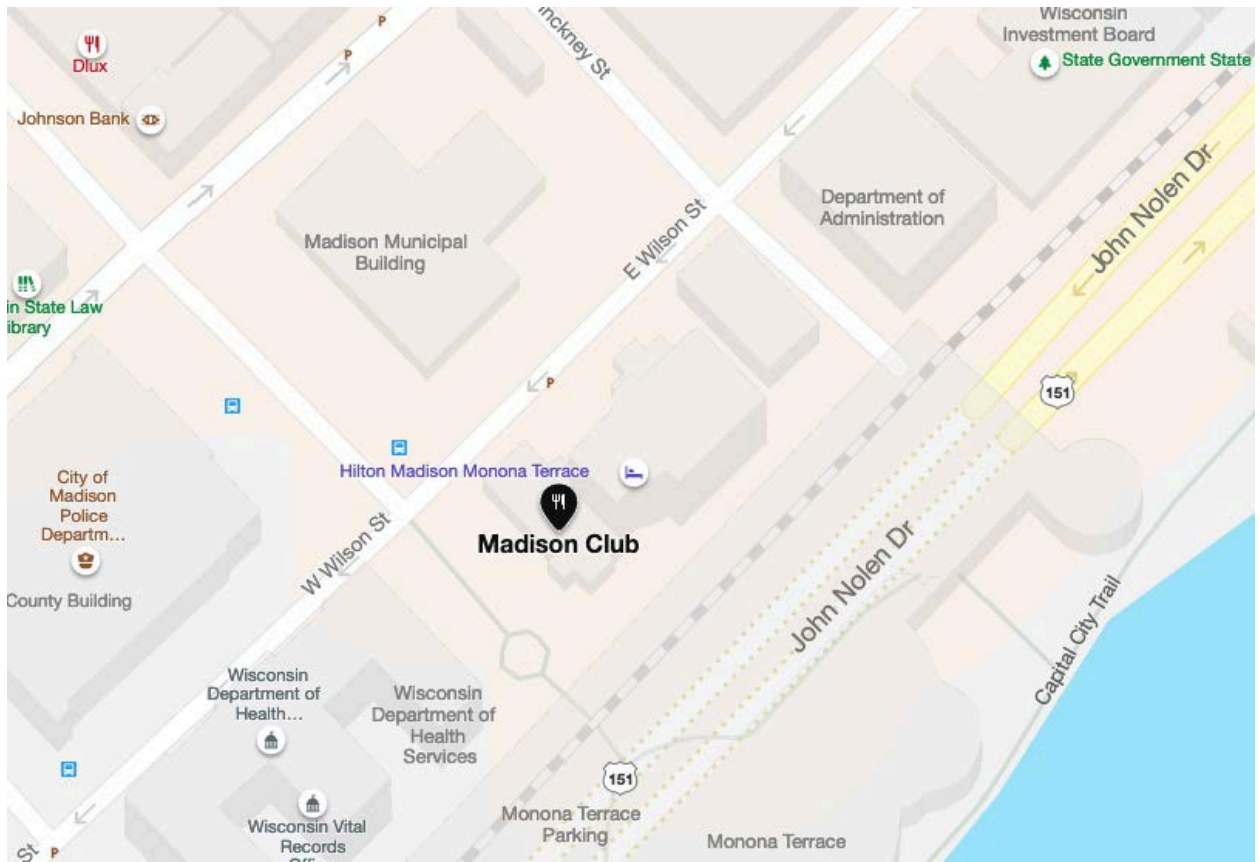 Wisconsin
Investment Board
State Government State
Dlux
Johnson Bank
inckney St
P
P
John Nolen Dr
Department of
Administration
Madison Municipal
Building
E Wilson St
in State Law
ibrary
151
P
Hilton Madison Monona Terrace
Madison Club
City of
Madison
Police
Departm...
County Building
W Wilson St
John Nolen Dr
Capital City Trail
Wisconsin
Department of
Health...
Wisconsin
Department of
Health
Services
151
Monona Terrace
Parking
Monona Terrace
Wisconsin Vital
Records
St
P